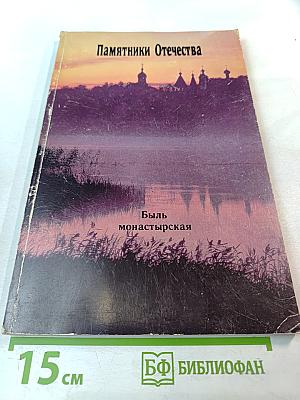 Памятники Отечества
Быль
монастырская
15 см
БФ БИБЛИОФАН